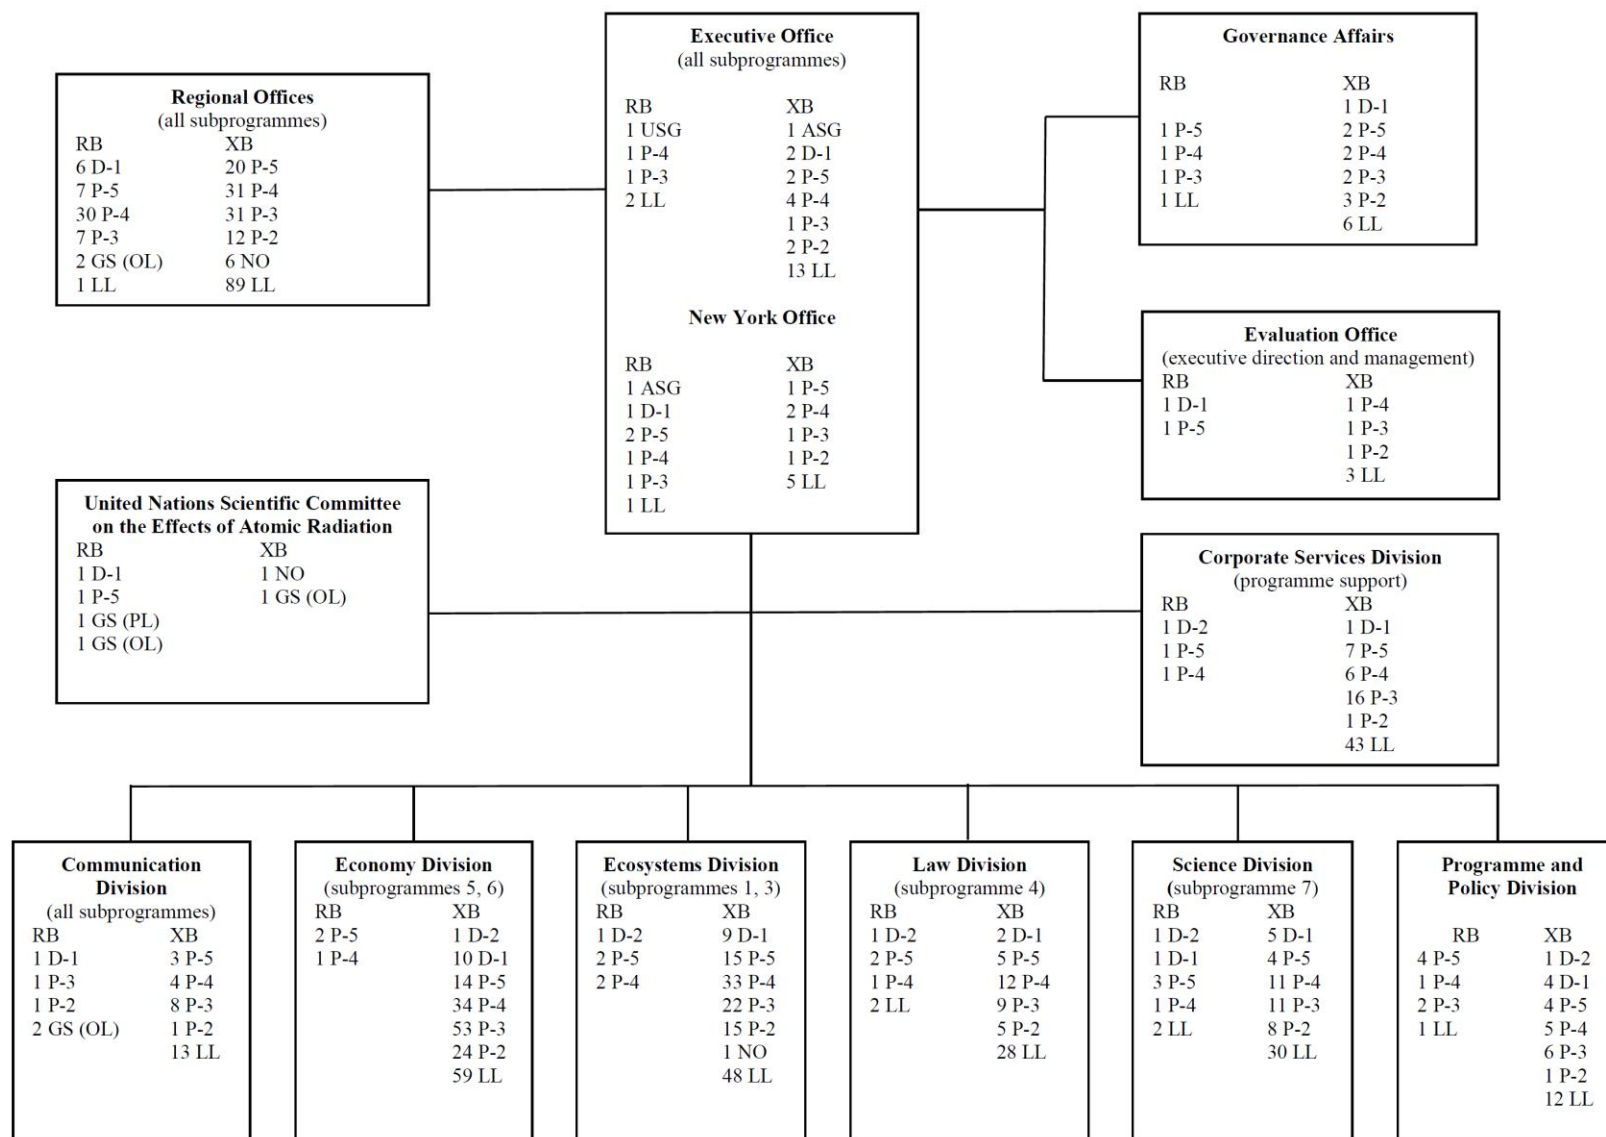 Executive Office
(all subprogrammes)
RB XB
1 USG 1 ASG
1 P-4 2 D-1
1 P-3 2 P-5
2 LL 4 P-4
1 P-3
2 P-2
13 LL
New York Office
RB XB
1 ASG 1 P-5
1 D-1 2 P-4
2 P-5 1 P-3
1 P-4 1 P-2
1 P-3 5 LL
1 LL
Regional Offices
(all subprogrammes)
RB XB
6 D-1 20 P-5
7 P-5 31 P-4
30 P-4 31 P-3
7 P-3 12 P-2
2 GS (OL) 6 NO
1 LL 89 LL
Governance Affairs
RB XB
1 D-1
1 P-5 2 P-5
1 P-4 2 P-4
1 P-3 2 P-3
1 LL 3 P-2
6 LL
Evaluation Office
(executive direction and management)
RB XB
1 D-1 1 P-4
1 P-5 1 P-3
1 P-2
3 LL
United Nations Scientific Committee
on the Effects of Atomic Radiation
RB XB
1 D-1 1 NO
1 P-5 1 GS (OL)
1 GS (PL)
1 GS (OL)
Corporate Services Division
(programme support)
RB XB
1 D-2 1 D-1
1 P-5 7 P-5
1 P-4 6 P-4
16 P-3
1 P-2
43 LL
Communication
Division
(all subprogrammes)
RB XB
1 D-1 3 P-5
1 P-3 4 P-4
1 P-2 8 P-3
2 GS (OL) 1 P-2
13 LL
Economy Division
(subprogrammes 5, 6)
RB XB
2 P-5 1 D-2
1 P-4 10 D-1
14 P-5
34 P-4
53 P-3
24 P-2
59 LL
Ecosystems Division
(subprogrammes 1, 3)
RB XB
1 D-2 9 D-1
2 P-5 15 P-5
2 P-4 33 P-4
22 P-3
15 P-2
1 NO
48 LL
Law Division
(subprogramme 4)
RB XB
1 D-2 2 D-1
2 P-5 5 P-5
1 P-4 12 P-4
2 LL 9 P-3
5 P-2
28 LL
Science Division
(subprogramme 7)
RB XB
1 D-2 5 D-1
1 D-1 4 P-5
3 P-5 11 P-4
1 P-4 11 P-3
2 LL 8 P-2
30 LL
Programme and
Policy Division
RB XB
4 P-5 1 D-2
1 P-4 4 D-1
2 P-3 4 P-5
1 LL 5 P-4
6 P-3
1 P-2
12 LL